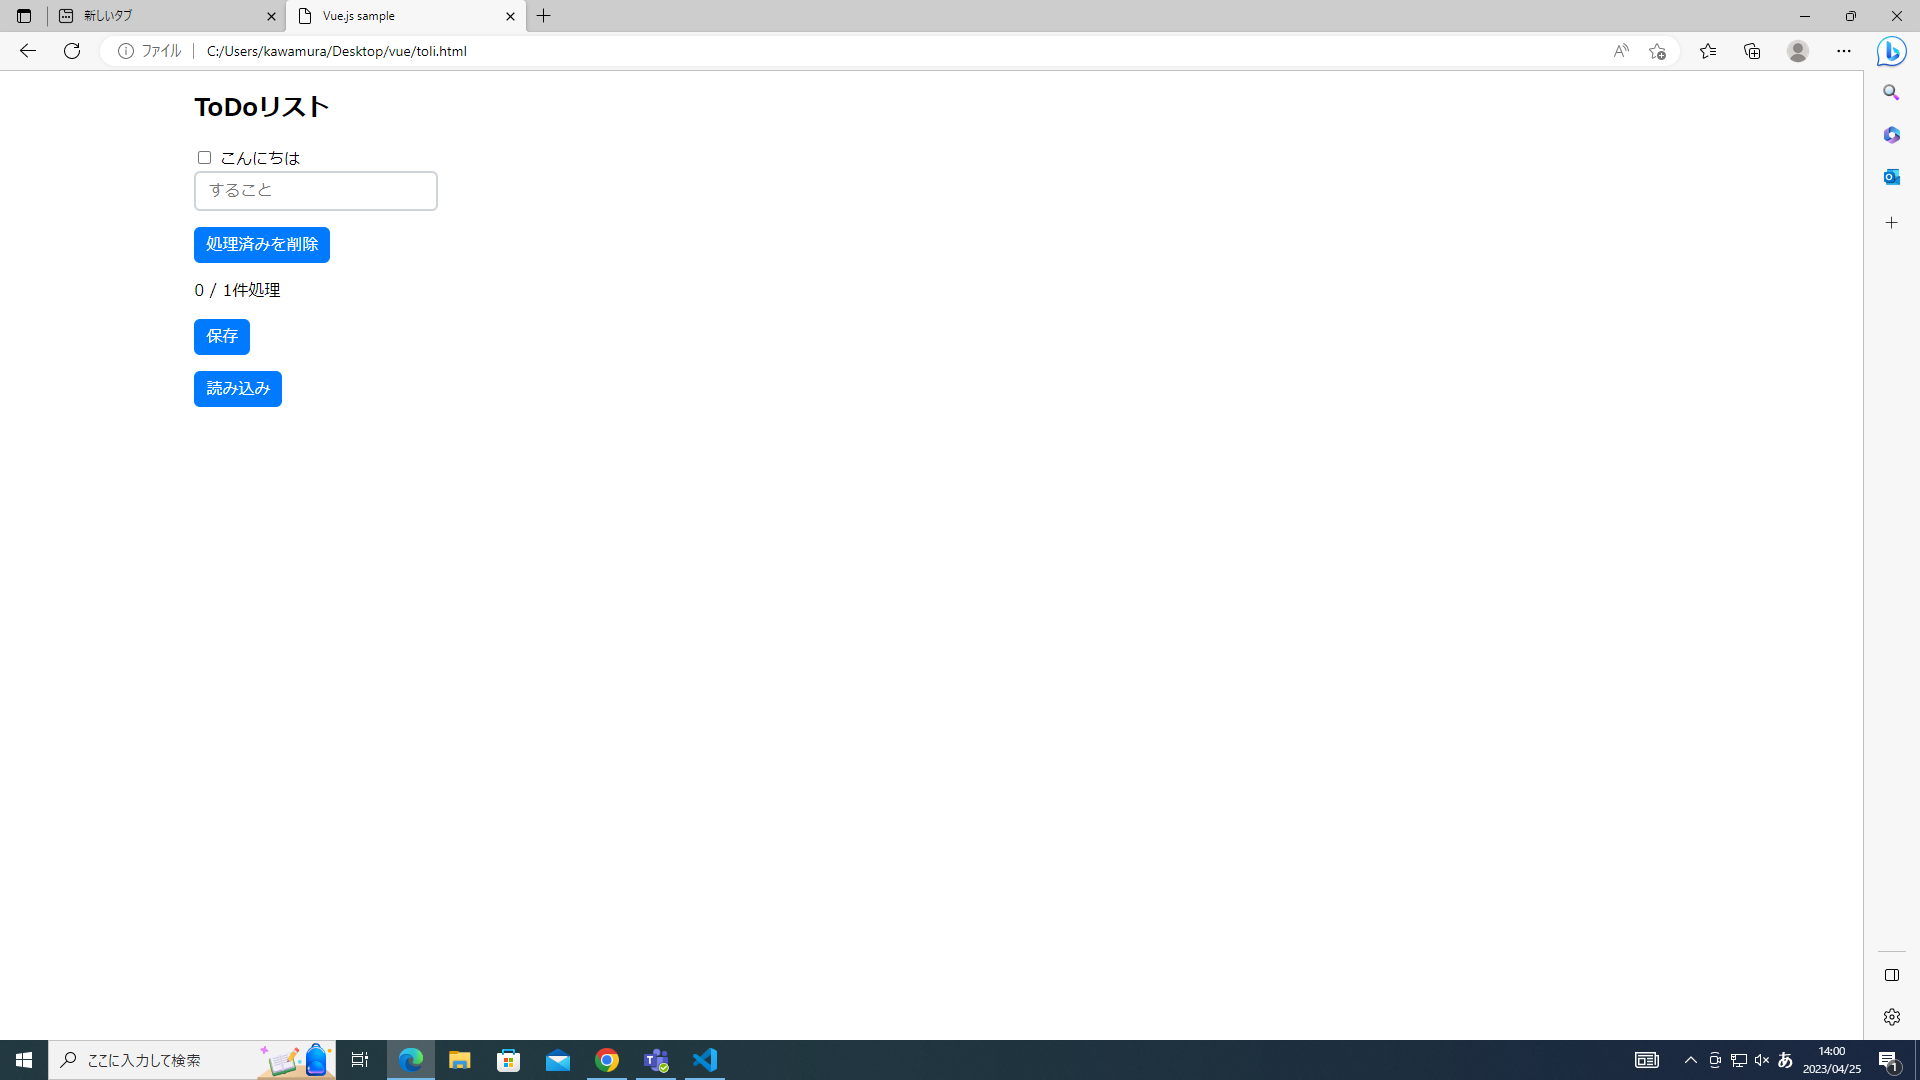 新しいタブ
Vue.js sample
ファイル
C:/Users/kawamura/Desktop/vue/toli.html
ToDoリスト
こんにちは
すること
処理済みを削除
0 / 1件処理
保存
読み込み
ここに入力して検索
あ
14:00
2023/04/25
1